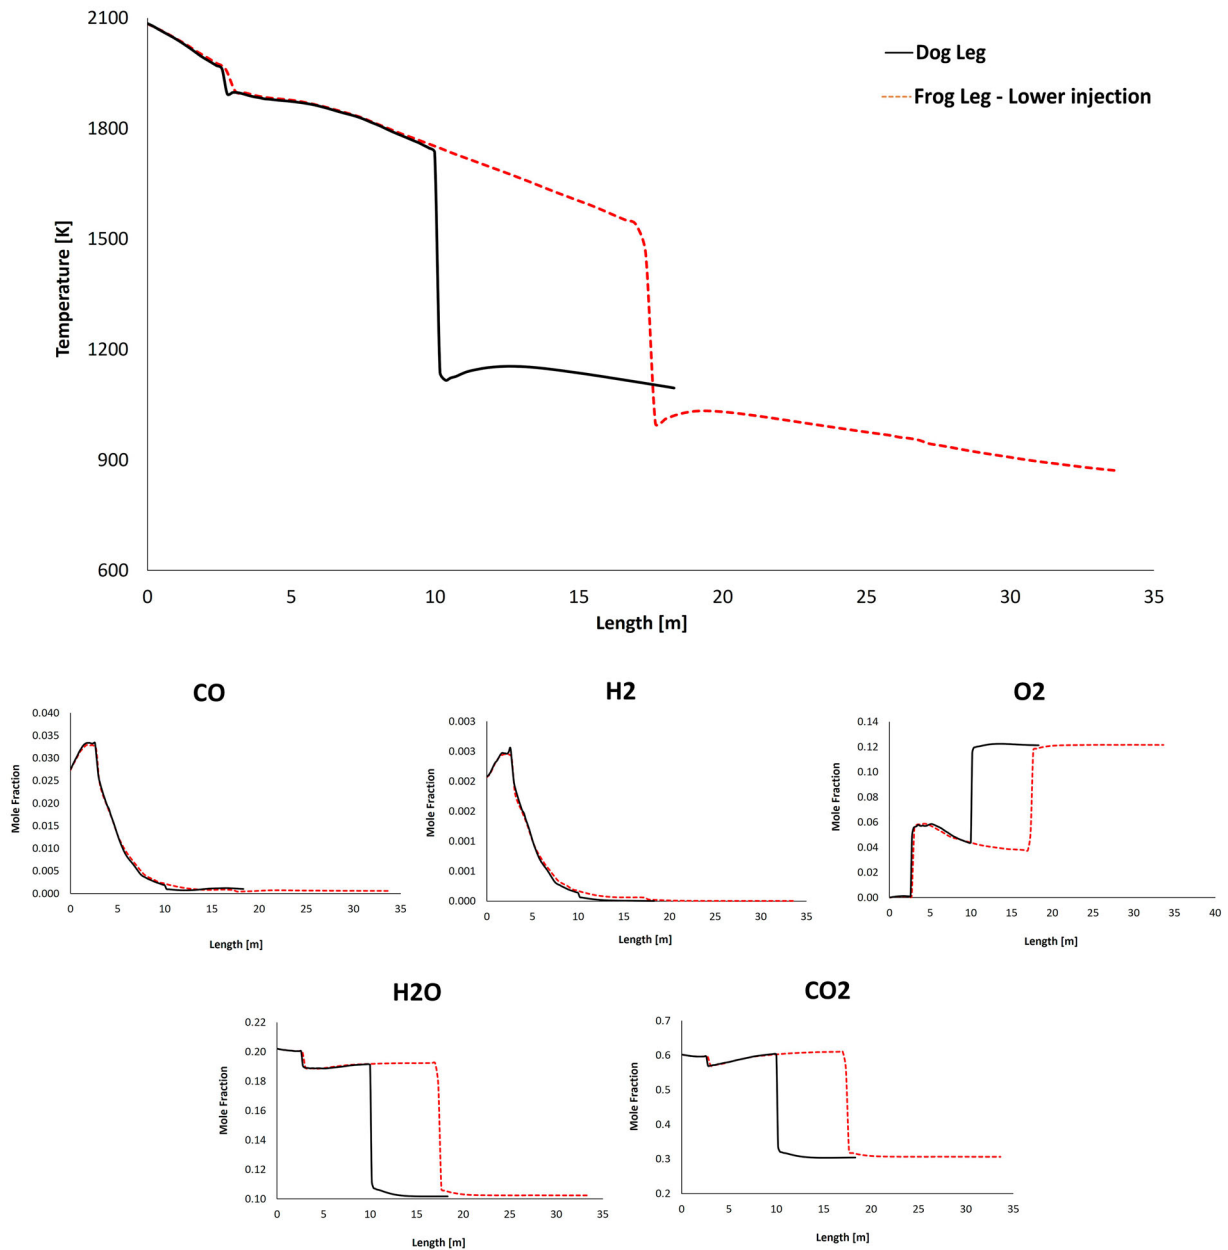 2100
1800
1500
1200
900
600
Temperature [K]
0 5 10 15 20 25 30 35
Length [m]
Dog Leg
Frog Leg - Lower injection
CO
0.040
0.035
0.030
0.025
0.020
0.015
0.010
0.005
0.000
Mole Fraction
0 5 10 15 20 25 30 35
Length [m]
H2
0.003
0.003
0.002
0.002
0.001
0.001
0.000
Mole Fraction
0 5 10 15 20 25 30 35
Length [m]
O2
0.14
0.12
0.10
0.08
0.06
0.04
0.02
0.00
Mole Fraction
0 5 10 15 20 25 30 35 40
Length [m]
H2O
0.22
0.20
0.18
0.16
0.14
0.12
0.10
Mole Fraction
0 5 10 15 20 25 30 35
Length [m]
CO2
0.7
0.6
0.5
0.4
0.3
0.2
Mole Fraction
0 5 10 15 20 25 30 35
Length [m]